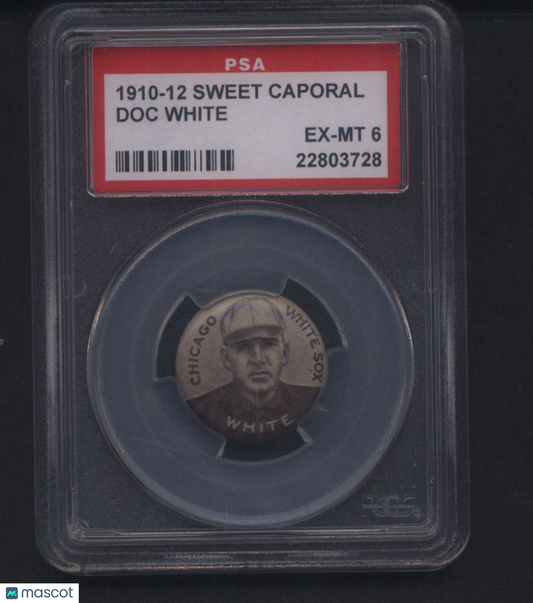 PSA
1910-12 SWEET CAPORAL
DOC WHITE
EX-MT 6
22803728
CHICAGO
WHITE SOX
WHITE
mascot